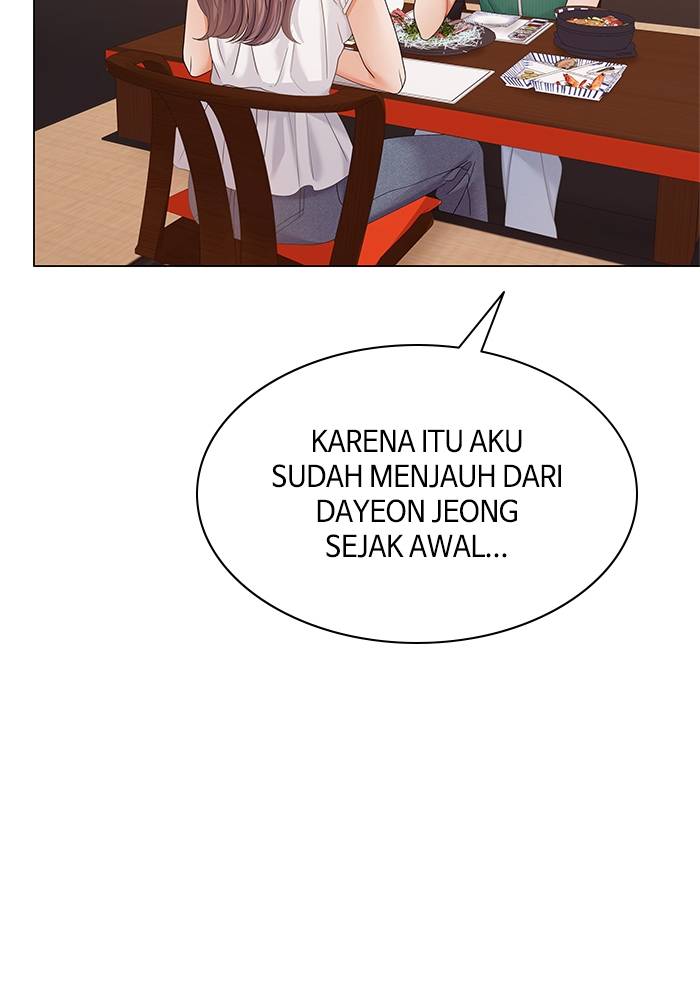 KARENA ITU AKU
SUDAH MENJAUH DARI
DAYEON JEONG
SEJAK AWAL...